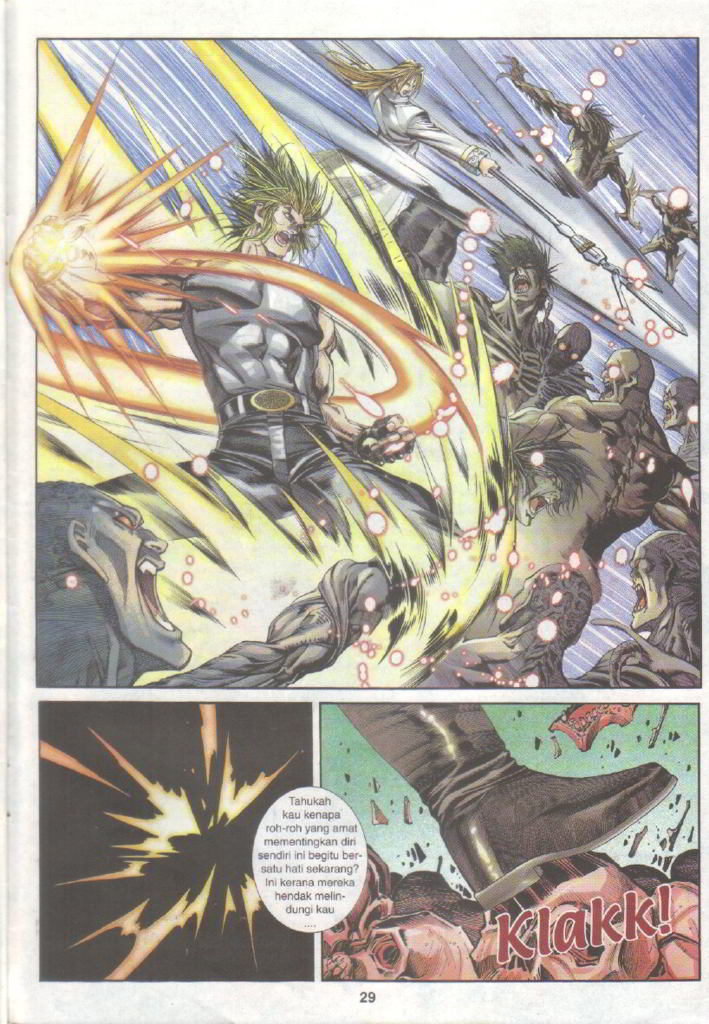 Tahukah
kau kenapa
roh-roh yang amat
mementingkan diri
sendiri ini begitu ber-
satu hati sekarang?
Ini kerana mereka
hendak melin-
dungi kau
....
Klakk!
29